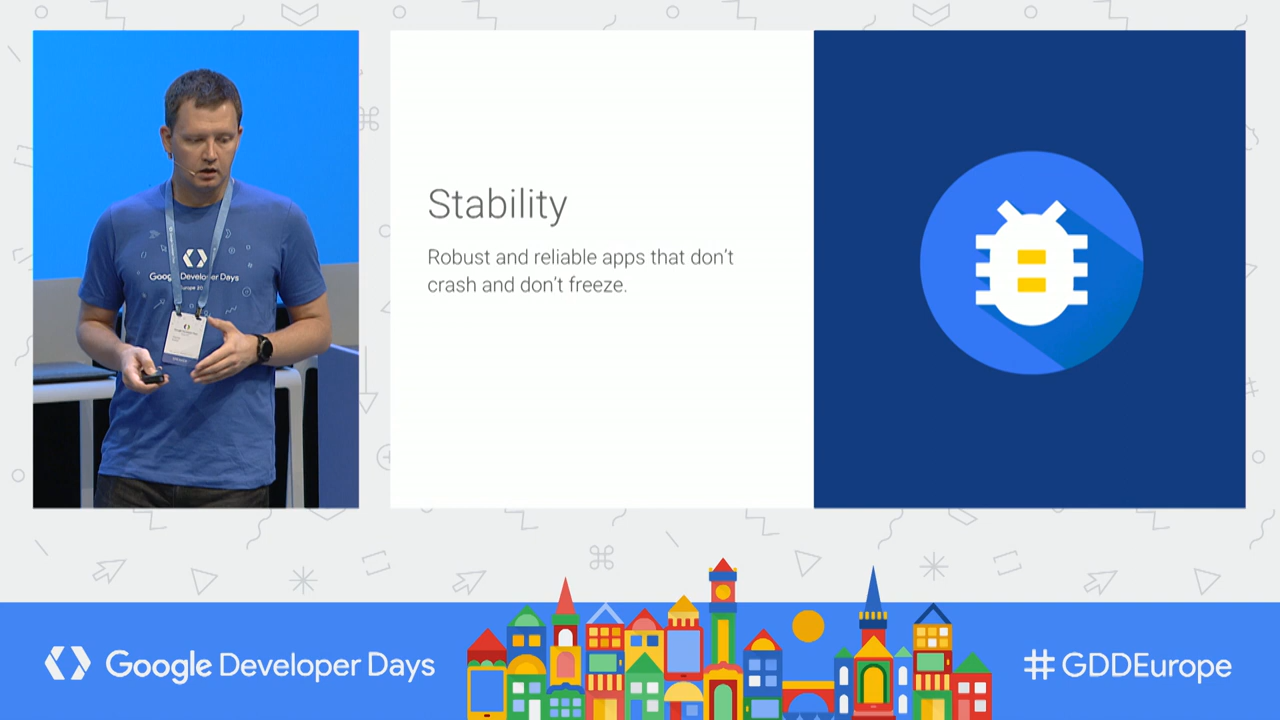 Google Developer Days
Stability
Robust and reliable apps that don't
crash and don't freeze.
Google Developer Days
#GDDEurope